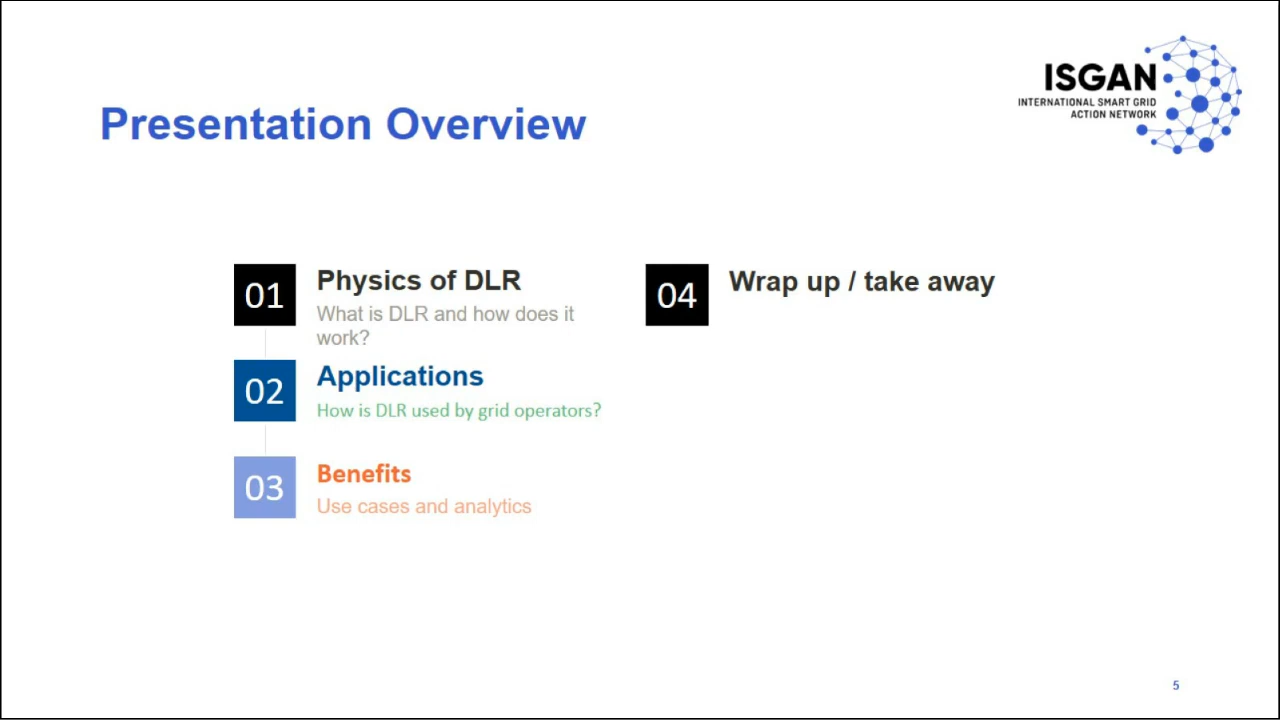 ISGAN
INTERNATIONAL SMART GRID
ACTION NETWORK
Presentation Overview
01
Physics of DLR
What is DLR and how does it
work?
02
Applications
How is DLR used by grid operators?
03
Benefits
Use cases and analytics
04
Wrap up / take away
5